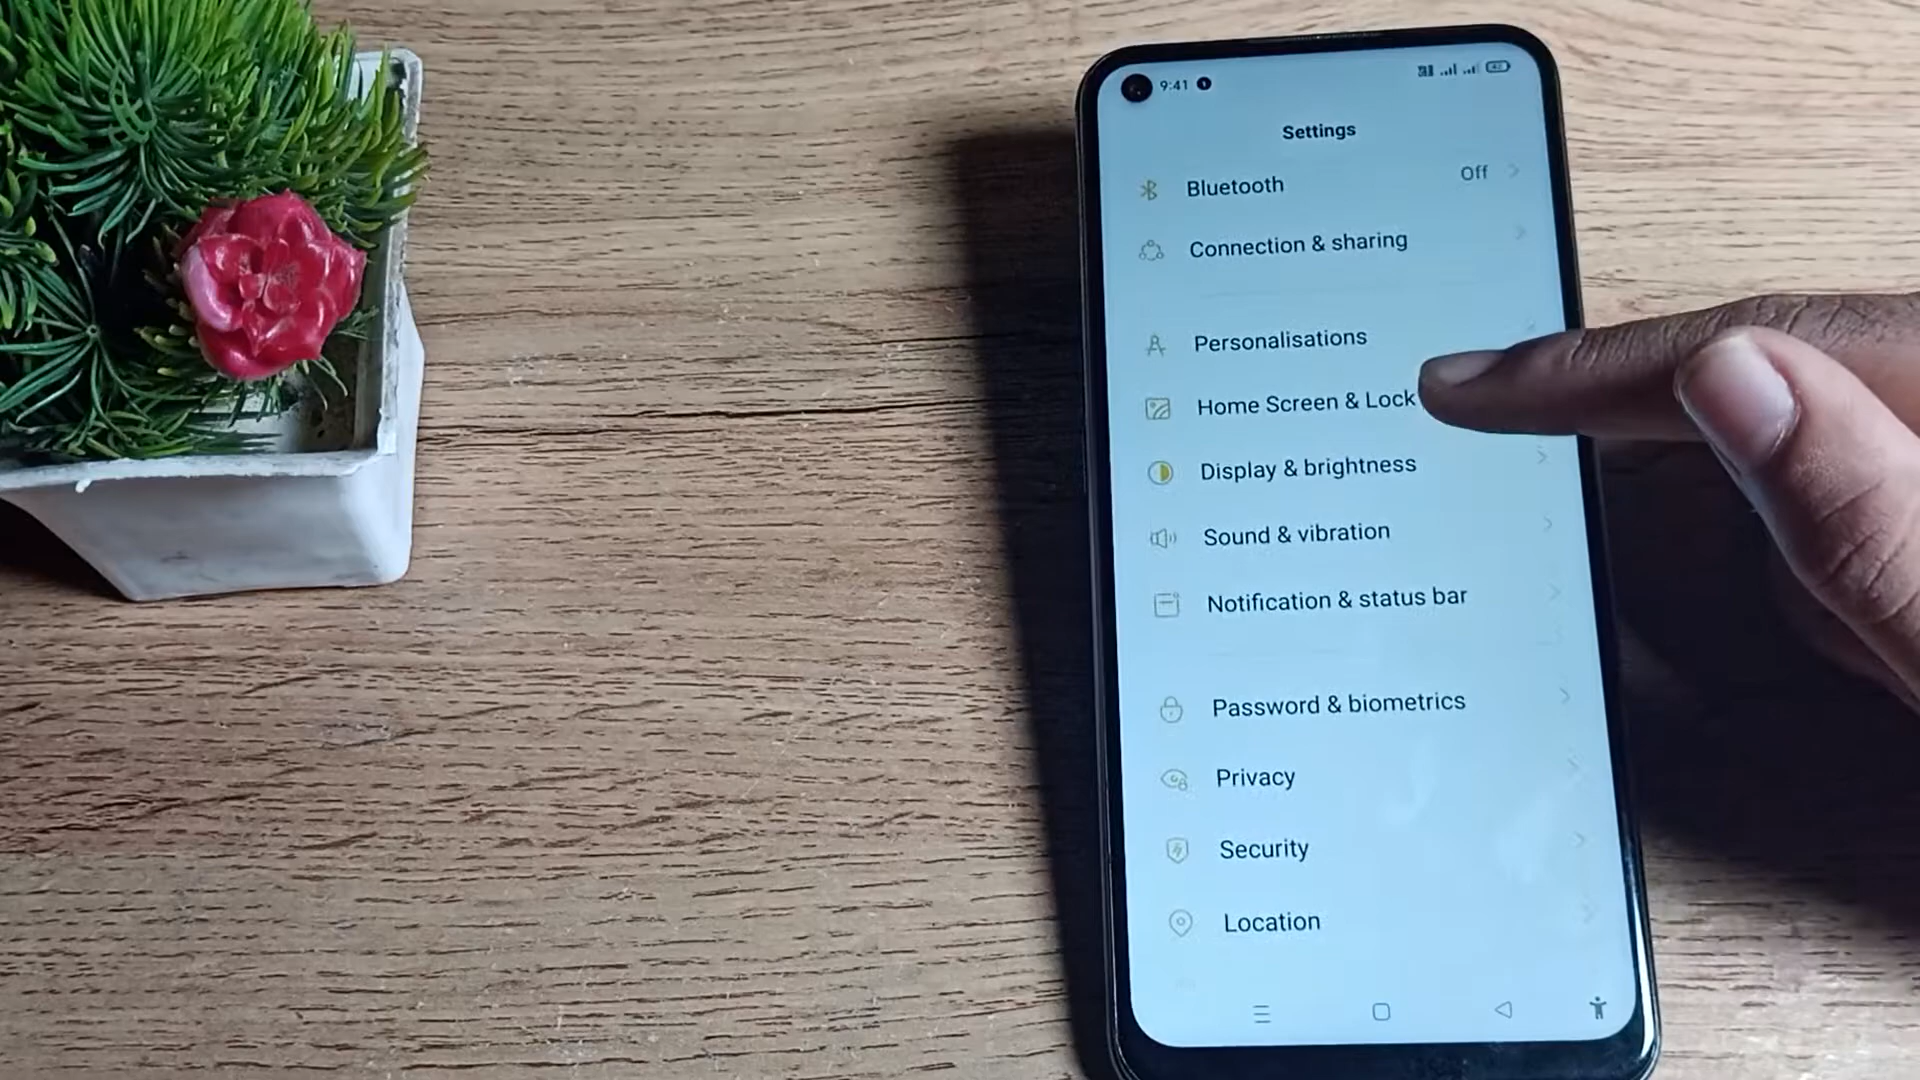 9:41
Settings
Bluetooth Off
Connection & sharing
Personalisations
Home Screen & Lock
Display & brightness
Sound & vibration
Notification & status bar
Password & biometrics
Privacy
Security
Location